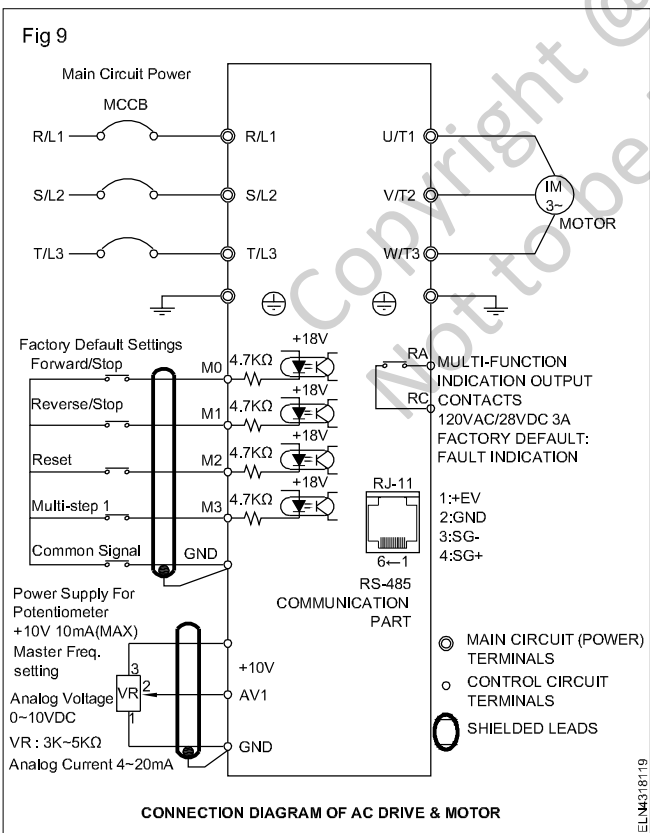 Fig 9
Copyright @
Not to be
Main Circuit Power
MCCB
R/L1 R/L1 U/T1
S/L2 S/L2 V/T2
IM
3~
MOTOR
T/L3 T/L3 W/T3
Factory Default Settings
Forward/Stop M0 4.7KΩ +18V
Reverse/Stop M1 4.7KΩ +18V
Reset M2 4.7KΩ +18V
Multi-step 1 M3 4.7KΩ +18V
Common Signal GND
RA MULTI-FUNCTION
INDICATION OUTPUT
RC CONTACTS
120VAC/28VDC 3A
FACTORY DEFAULT:
FAULT INDICATION
RJ-11
6←1
1:+EV
2:GND
3:SG-
4:SG+
RS-485
COMMUNICATION
PART
Power Supply For
Potentiometer
+10V 10mA(MAX)
Master Freq.
setting
3
VR 2
1
Analog Voltage
0~10VDC
VR : 3K~5KΩ
Analog Current 4~20mA
+10V
AV1
GND
MAIN CIRCUIT (POWER)
TERMINALS
CONTROL CIRCUIT
TERMINALS
SHIELDED LEADS
CONNECTION DIAGRAM OF AC DRIVE & MOTOR
ELN4318119